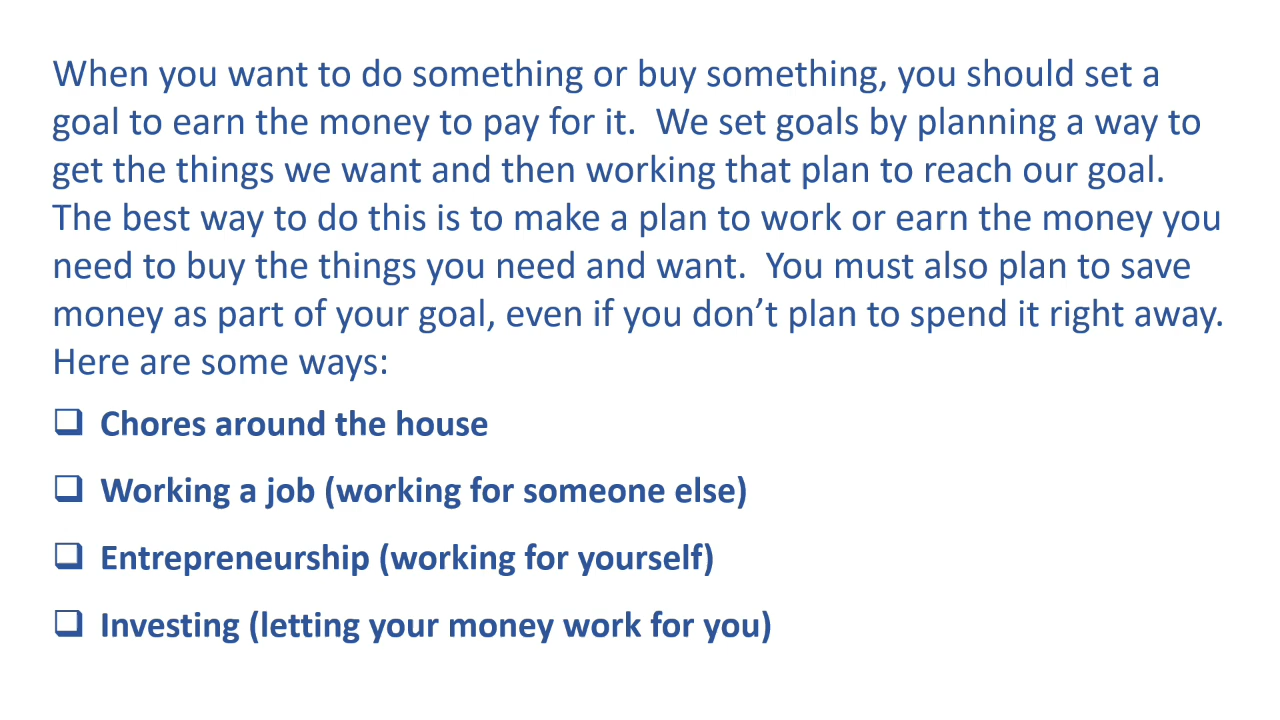 When you want to do something or buy something, you should set a
goal to earn the money to pay for it.  We set goals by planning a way to
get the things we want and then working that plan to reach our goal.
The best way to do this is to make a plan to work or earn the money you
need to buy the things you need and want.  You must also plan to save
money as part of your goal, even if you don’t plan to spend it right away.
Here are some ways:
❑ Chores around the house
❑ Working a job (working for someone else)
❑ Entrepreneurship (working for yourself)
❑ Investing (letting your money work for you)